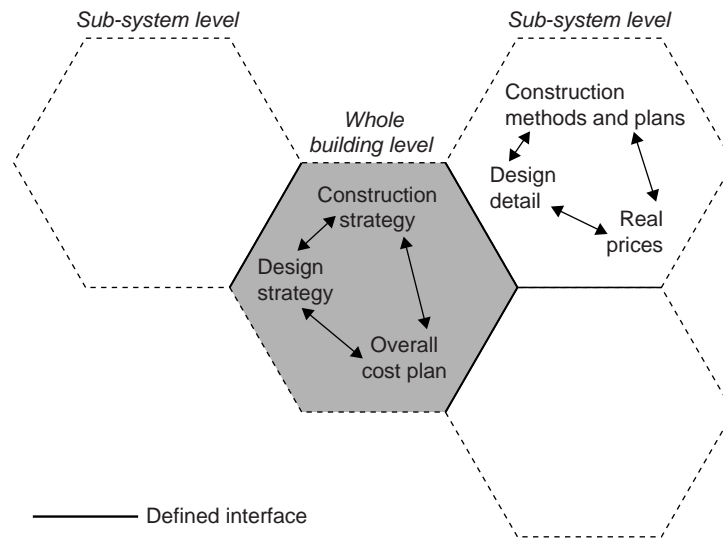 Sub-system level
Sub-system level
Whole
building level
Construction
methods and plans
Design
detail
Real
prices
Construction
strategy
Design
strategy
Overall
cost plan
Defined interface